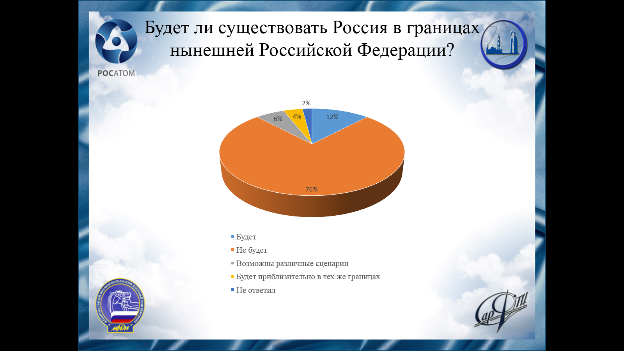 Будет ли существовать Россия в границах
нынешней Российской Федерации?
РОСАТОМ
2%
12%
6%
4%
76%
Будет
Не будет
Возможны различные сценарии
Будет приблизительно в тех же границах
Не ответил
СарФТИ